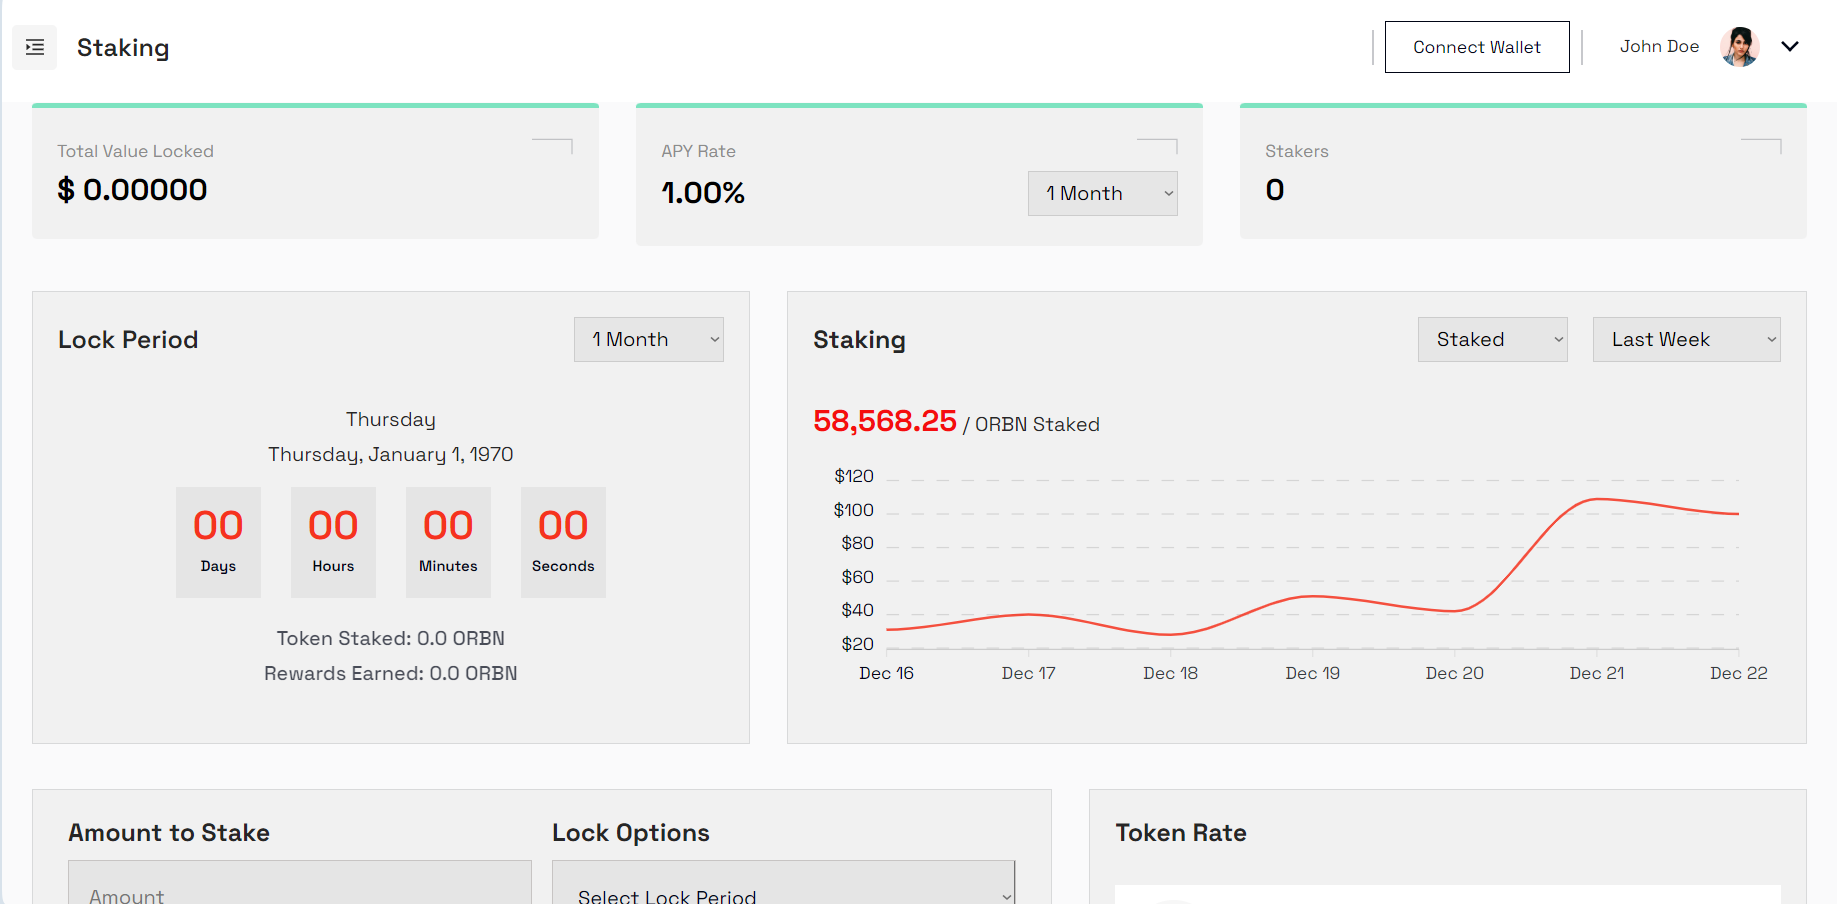 Staking
Connect Wallet
John Doe
Total Value Locked
$ 0.00000
APY Rate
1.00%
1 Month
Stakers
0
Lock Period
1 Month
Thursday
Thursday, January 1, 1970
00 00 00 00
Days Hours Minutes Seconds
Token Staked: 0.0 ORBN
Rewards Earned: 0.0 ORBN
Staking
Staked
Last Week
58,568.25 / ORBN Staked
$120
$100
$80
$60
$40
$20
Dec 16 Dec 17 Dec 18 Dec 19 Dec 20 Dec 21 Dec 22
Amount to Stake
Amount
Lock Options
Select Lock Period
Token Rate